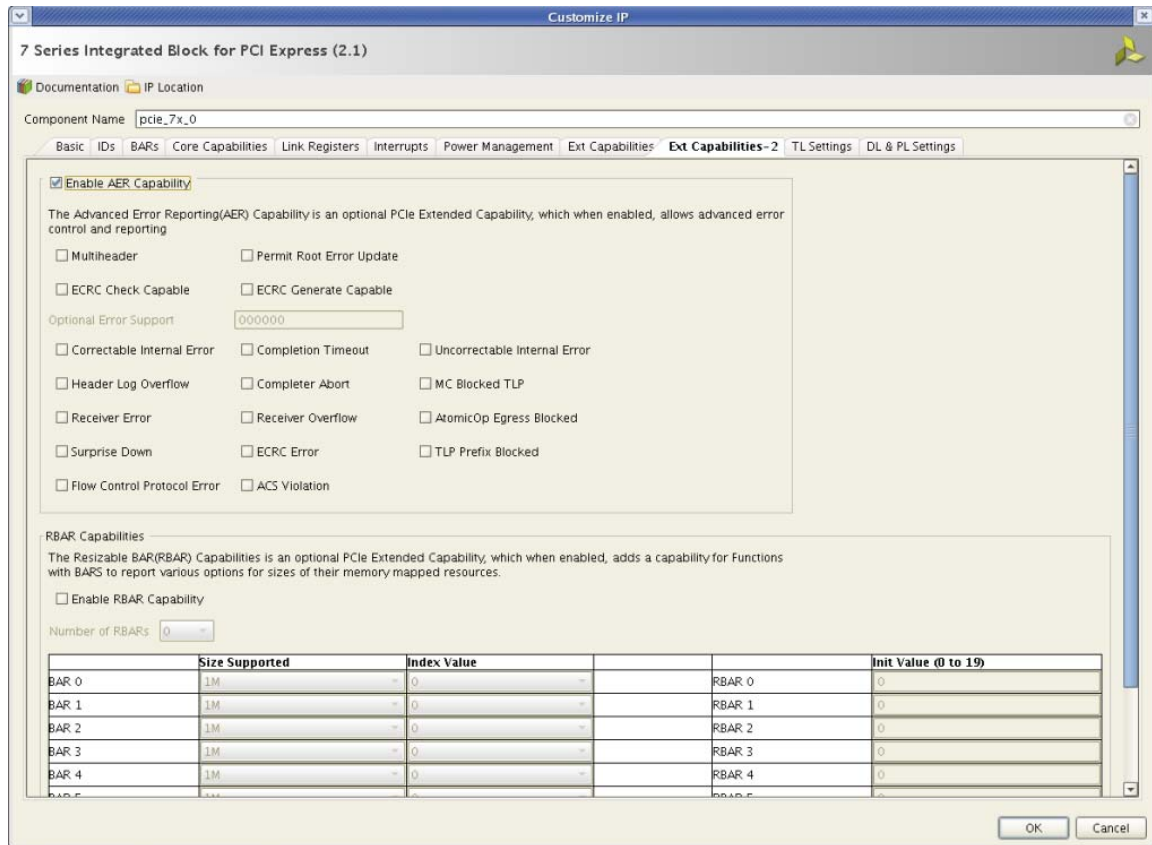 Customize IP
7 Series Integrated Block for PCI Express (2.1)
Documentation IP Location
Component Name pcie_7x_0
Basic IDs BARs Core Capabilities Link Registers Interrupts Power Management Ext Capabilities Ext Capabilities-2 TL Settings DL & PL Settings
Enable AER Capability
The Advanced Error Reporting(AER) Capability is an optional PCIe Extended Capability, which when enabled, allows advanced error
control and reporting
Multiheader Permit Root Error Update
ECRC Check Capable ECRC Generate Capable
Optional Error Support 000000
Correctable Internal Error Completion Timeout Uncorrectable Internal Error
Header Log Overflow Completer Abort MC Blocked TLP
Receiver Error Receiver Overflow AtomicOp Egress Blocked
Surprise Down ECRC Error TLP Prefix Blocked
Flow Control Protocol Error ACS Violation
RBAR Capabilities
The Resizable BAR(RBAR) Capabilities is an optional PCIe Extended Capability, which when enabled, adds a capability for Functions
with BARS to report various options for sizes of their memory mapped resources.
Enable RBAR Capability
Number of RBARs 0
Size Supported Index Value Init Value (0 to 19)
BAR 0 1M 0 RBAR 0 0
BAR 1 1M 0 RBAR 1 0
BAR 2 1M 0 RBAR 2 0
BAR 3 1M 0 RBAR 3 0
BAR 4 1M 0 RBAR 4 0
OK Cancel